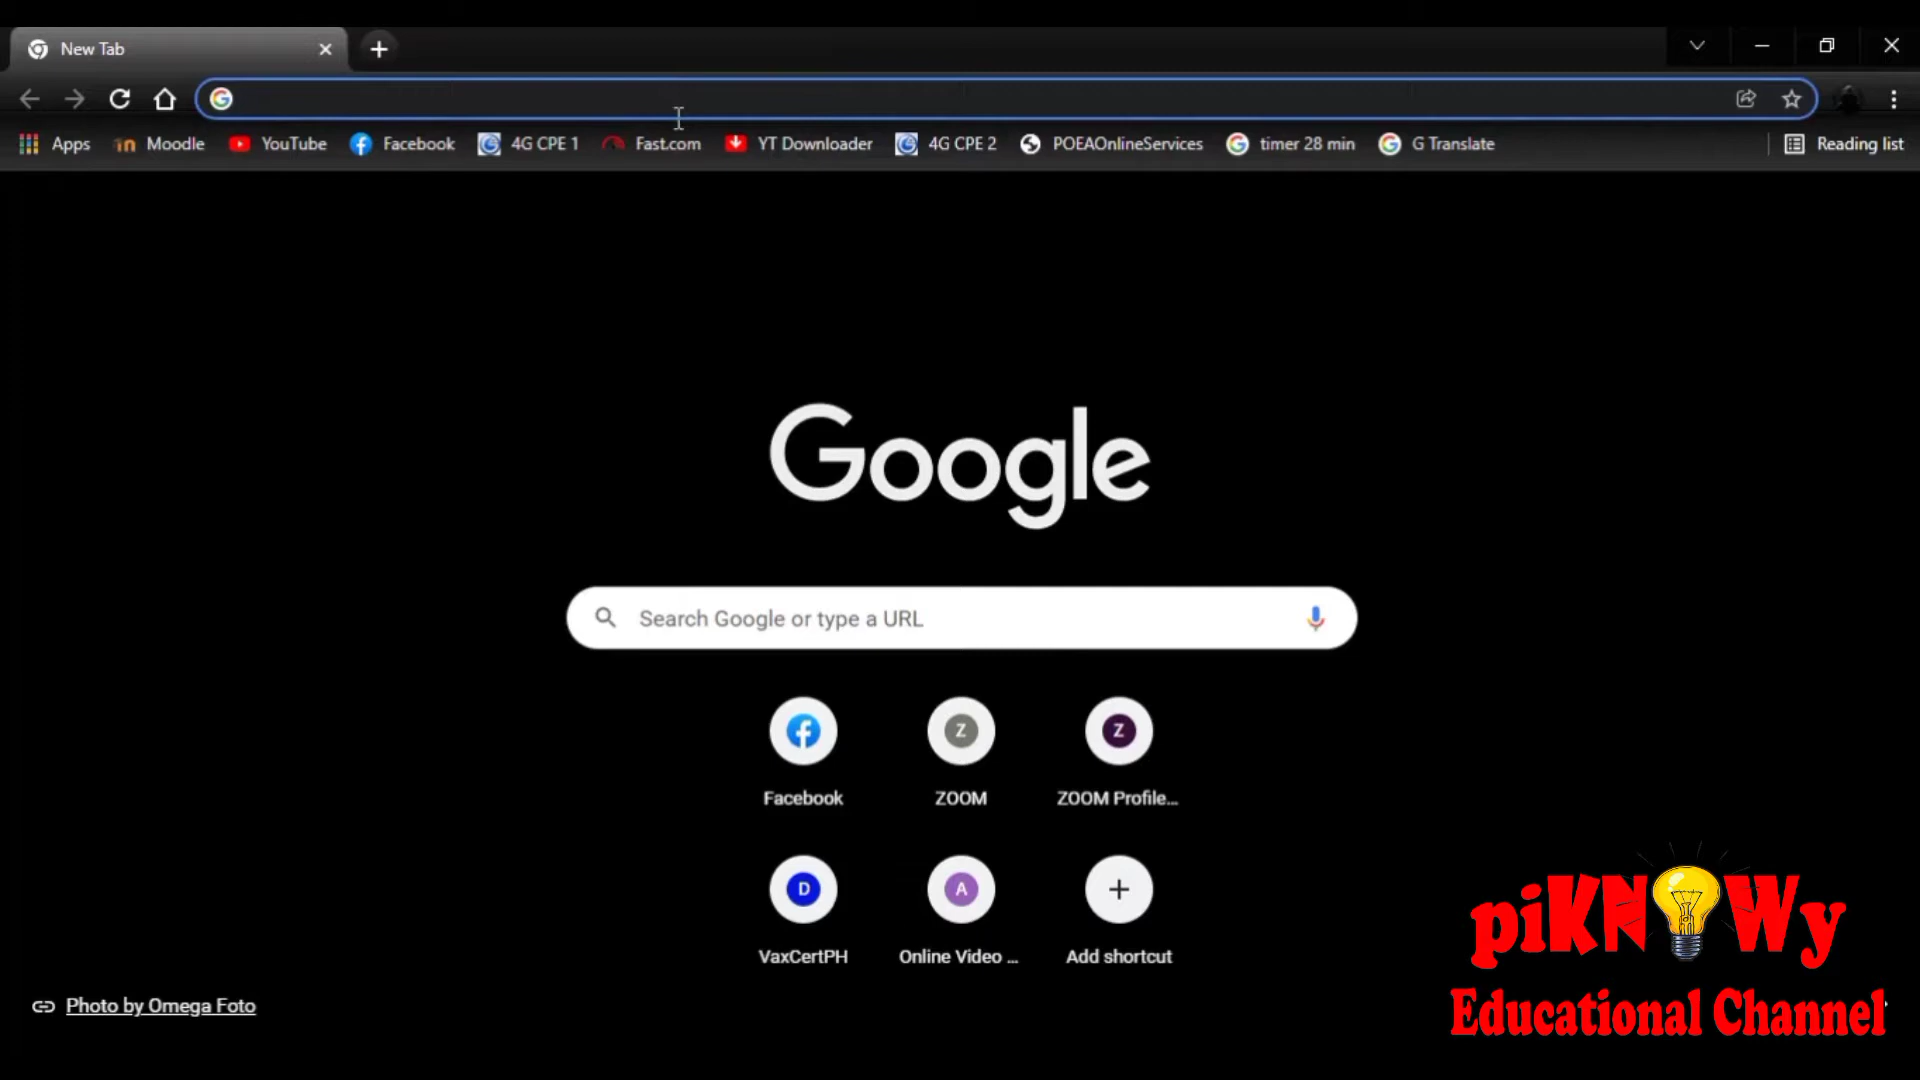 New Tab
Apps Moodle YouTube Facebook 4G CPE 1 Fast.com YT Downloader 4G CPE 2 POEAOnlineServices timer 28 min G Translate Reading list
Google
Search Google or type a URL
Z Z
Facebook ZOOM ZOOM Profile...
D A
VaxCertPH Online Video ... Add shortcut
Photo by Omega Foto
piKNOWy
Educational Channel